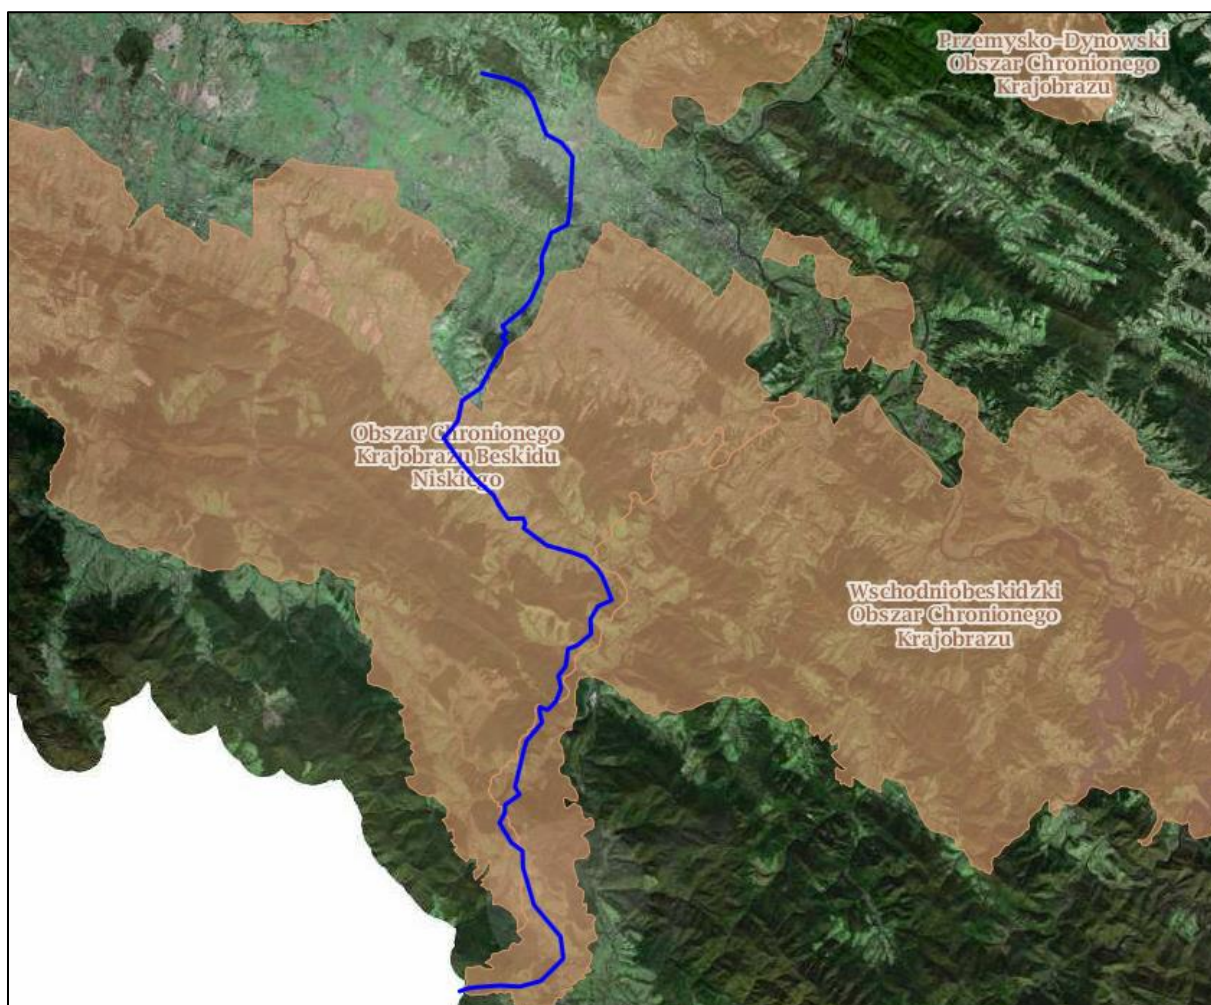 Przemysko-Dynowski
Obszar Chronionego
Krajobrazu
Obszar Chronionego
Krajobrazu Beskidu
Niskiego
Wschodniobeskidzki
Obszar Chronionego
Krajobrazu